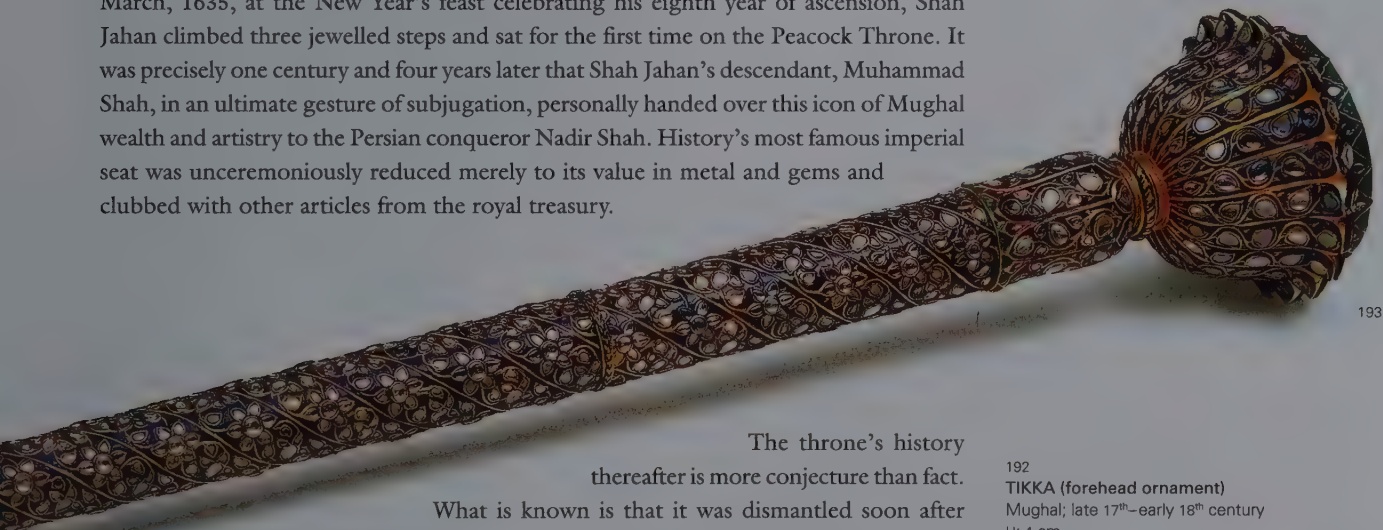 March, 1635, at the New Year's feast celebrating his eighth year of ascension, Shah
Jahan climbed three jewelled steps and sat for the first time on the Peacock Throne. It
was precisely one century and four years later that Shah Jahan's descendant, Muhammad
Shah, in an ultimate gesture of subjugation, personally handed over this icon of Mughal
wealth and artistry to the Persian conqueror Nadir Shah. History's most famous imperial
seat was unceremoniously reduced merely to its value in metal and gems and
clubbed with other articles from the royal treasury.
193
The throne's history
thereafter is more conjecture than fact.
What is known is that it was dismantled soon after
192
TIKKA (forehead ornament)
Mughal; late 17th–early 18th century